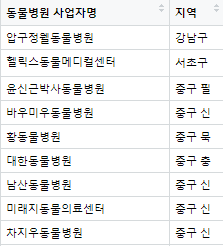 동물병원 사업자명 지역
압구정웰동물병원 강남구
헬릭스동물메디컬센터 서초구
윤신근박사동물병원 중구 필
바우미우동물병원 중구 신
황동물병원 중구 묵
대한동물병원 중구 충
남산동물병원 중구 신
미래지동물의료센터 중구 신
차지우동물병원 중구 신